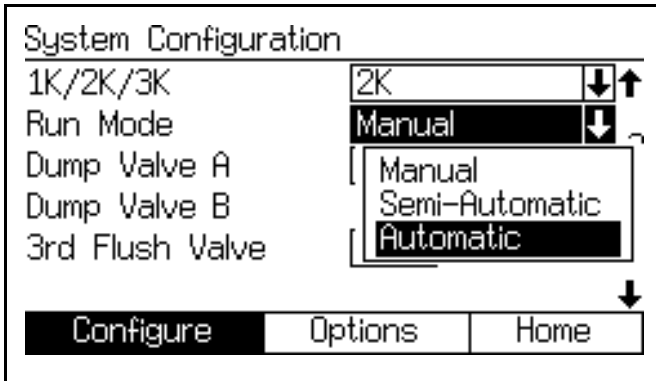 System Configuration
1K/2K/3K 2K
Run Mode Manual
Dump Valve A Manual
Dump Valve B Semi-Automatic
3rd Flush Valve Automatic
Configure Options Home